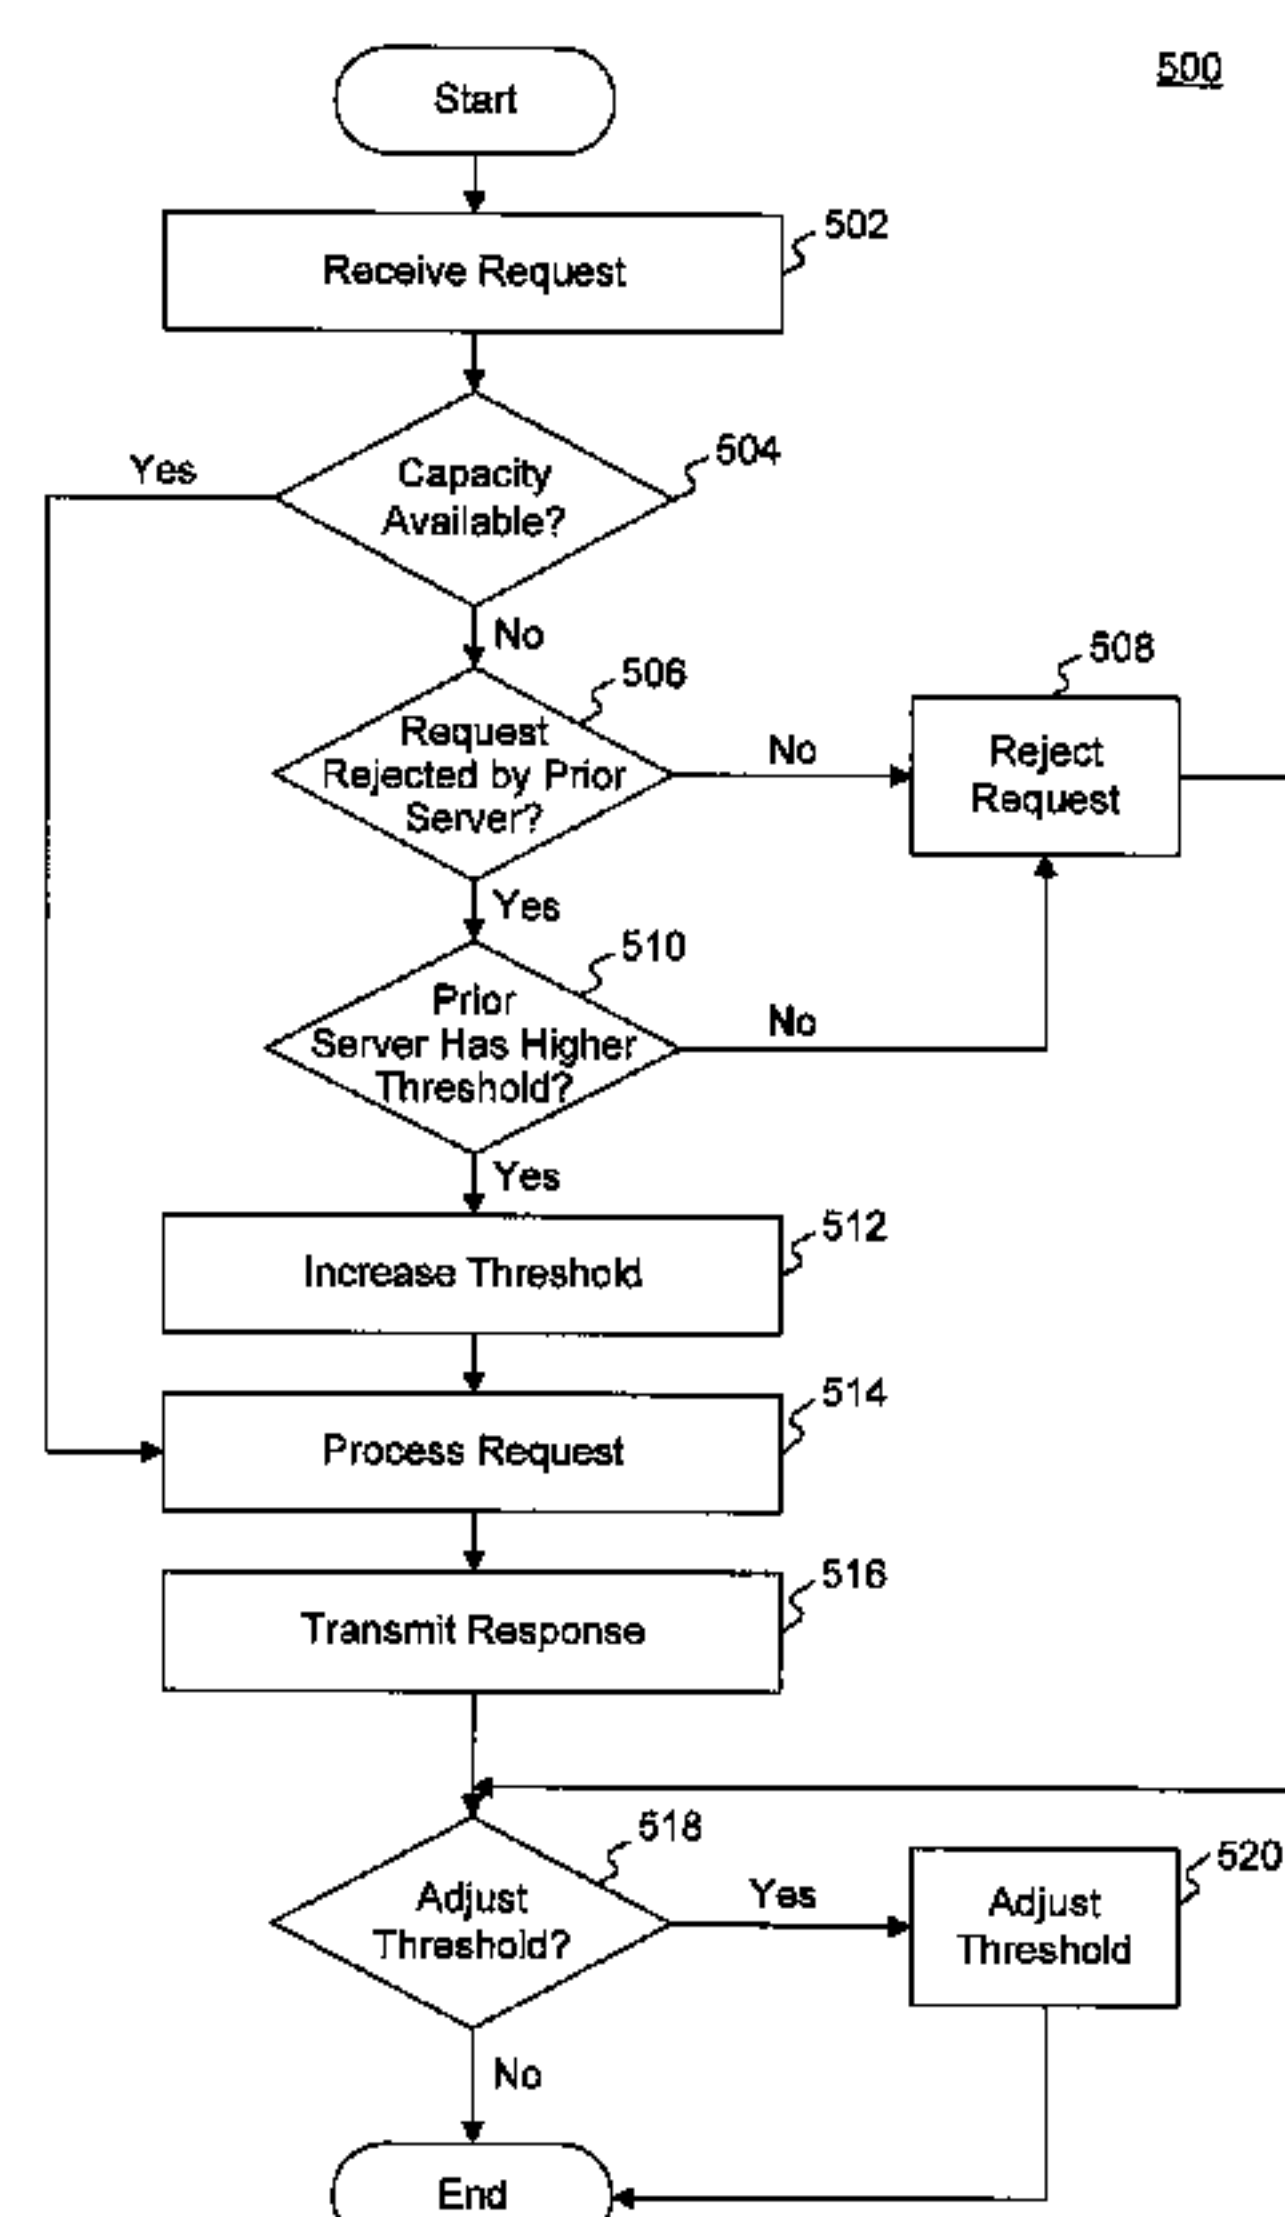 500
Start
502
Receive Request
504
Yes
Capacity
Available?
No
508
506
Request
Rejected by Prior
Server?
No
Reject
Request
Yes
510
Prior
Server Has Higher
Threshold?
No
Yes
512
Increase Threshold
514
Process Request
516
Transmit Response
518
520
Adjust
Threshold?
Yes
Adjust
Threshold
No
End